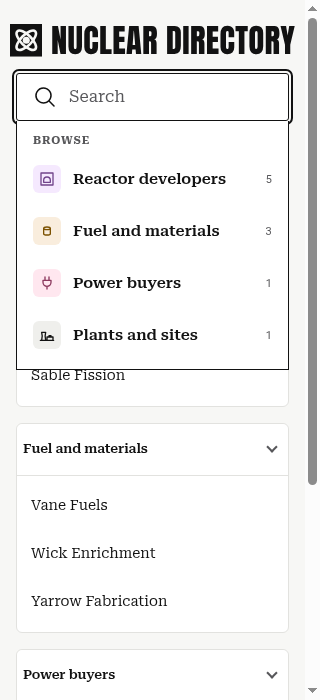 NUCLEAR DIRECTORY
Search
BROWSE
Reactor developers 5
Fuel and materials 3
Power buyers 1
Plants and sites 1
Sable Fission
Fuel and materials
Vane Fuels
Wick Enrichment
Yarrow Fabrication
Power buyers